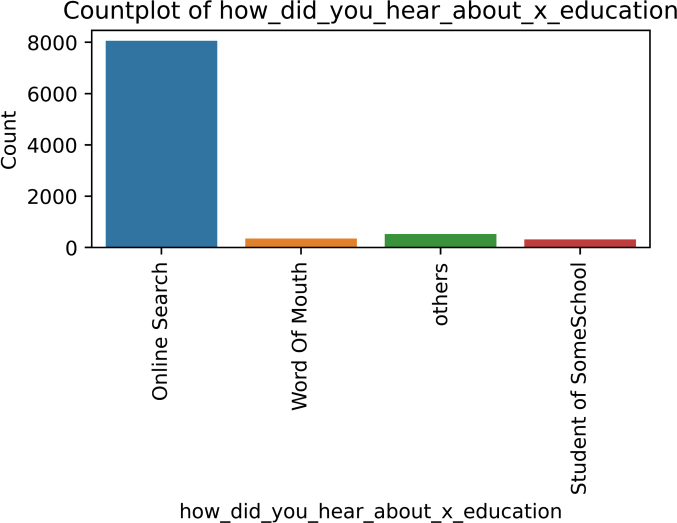 Countplot of how_did_you_hear_about_x_education
Count
8000
6000
4000
2000
0
Online Search
Word Of Mouth
others
Student of SomeSchool
how_did_you_hear_about_x_education